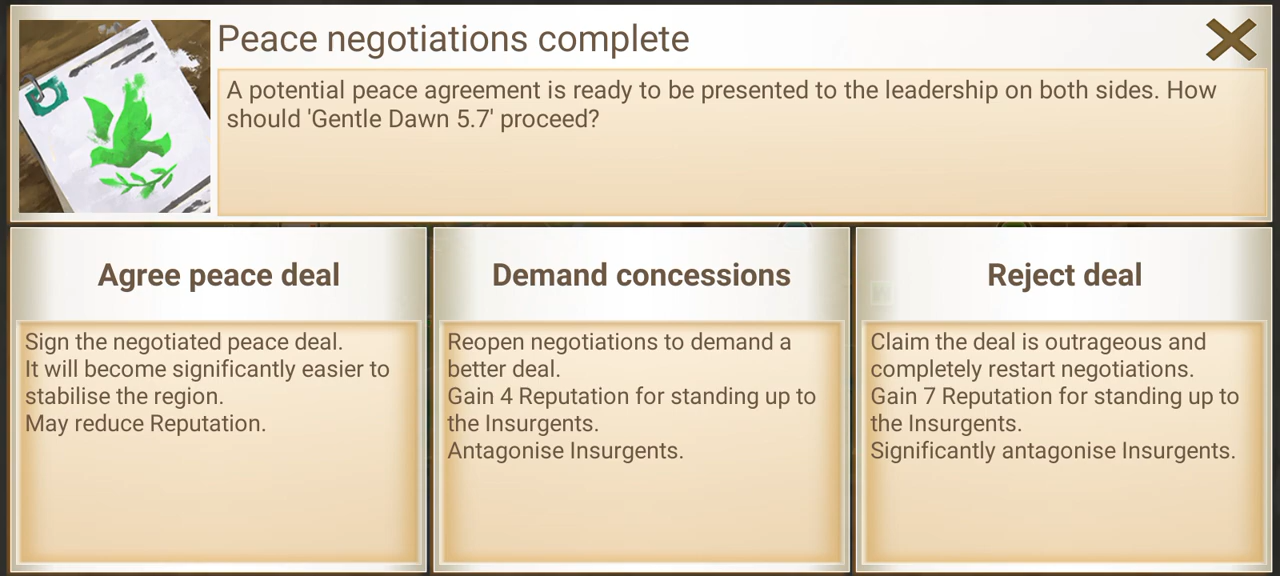 Peace negotiations complete
A potential peace agreement is ready to be presented to the leadership on both sides. How
should 'Gentle Dawn 5.7' proceed?
Agree peace deal
Sign the negotiated peace deal.
It will become significantly easier to
stabilise the region.
May reduce Reputation.
Demand concessions
Reopen negotiations to demand a
better deal.
Gain 4 Reputation for standing up to
the Insurgents.
Antagonise Insurgents.
Reject deal
Claim the deal is outrageous and
completely restart negotiations.
Gain 7 Reputation for standing up to
the Insurgents.
Significantly antagonise Insurgents.